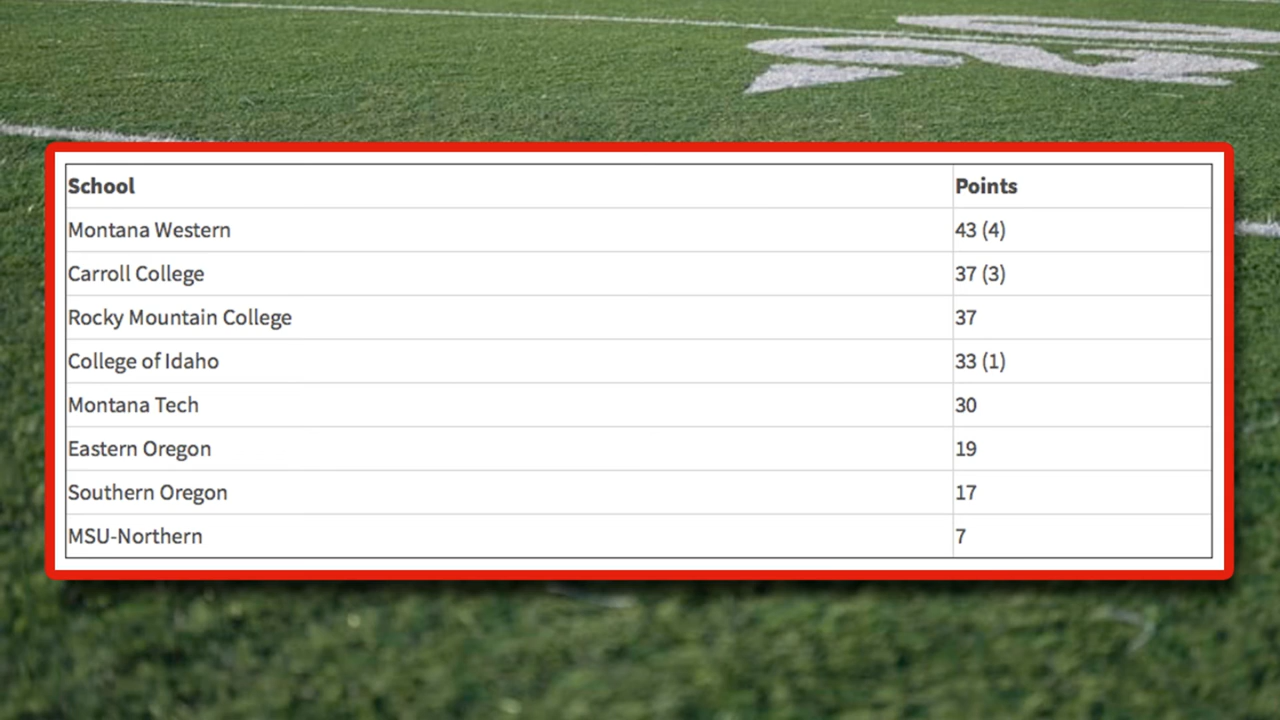 School Points
Montana Western 43 (4)
Carroll College 37 (3)
Rocky Mountain College 37
College of Idaho 33 (1)
Montana Tech 30
Eastern Oregon 19
Southern Oregon 17
MSU-Northern 7